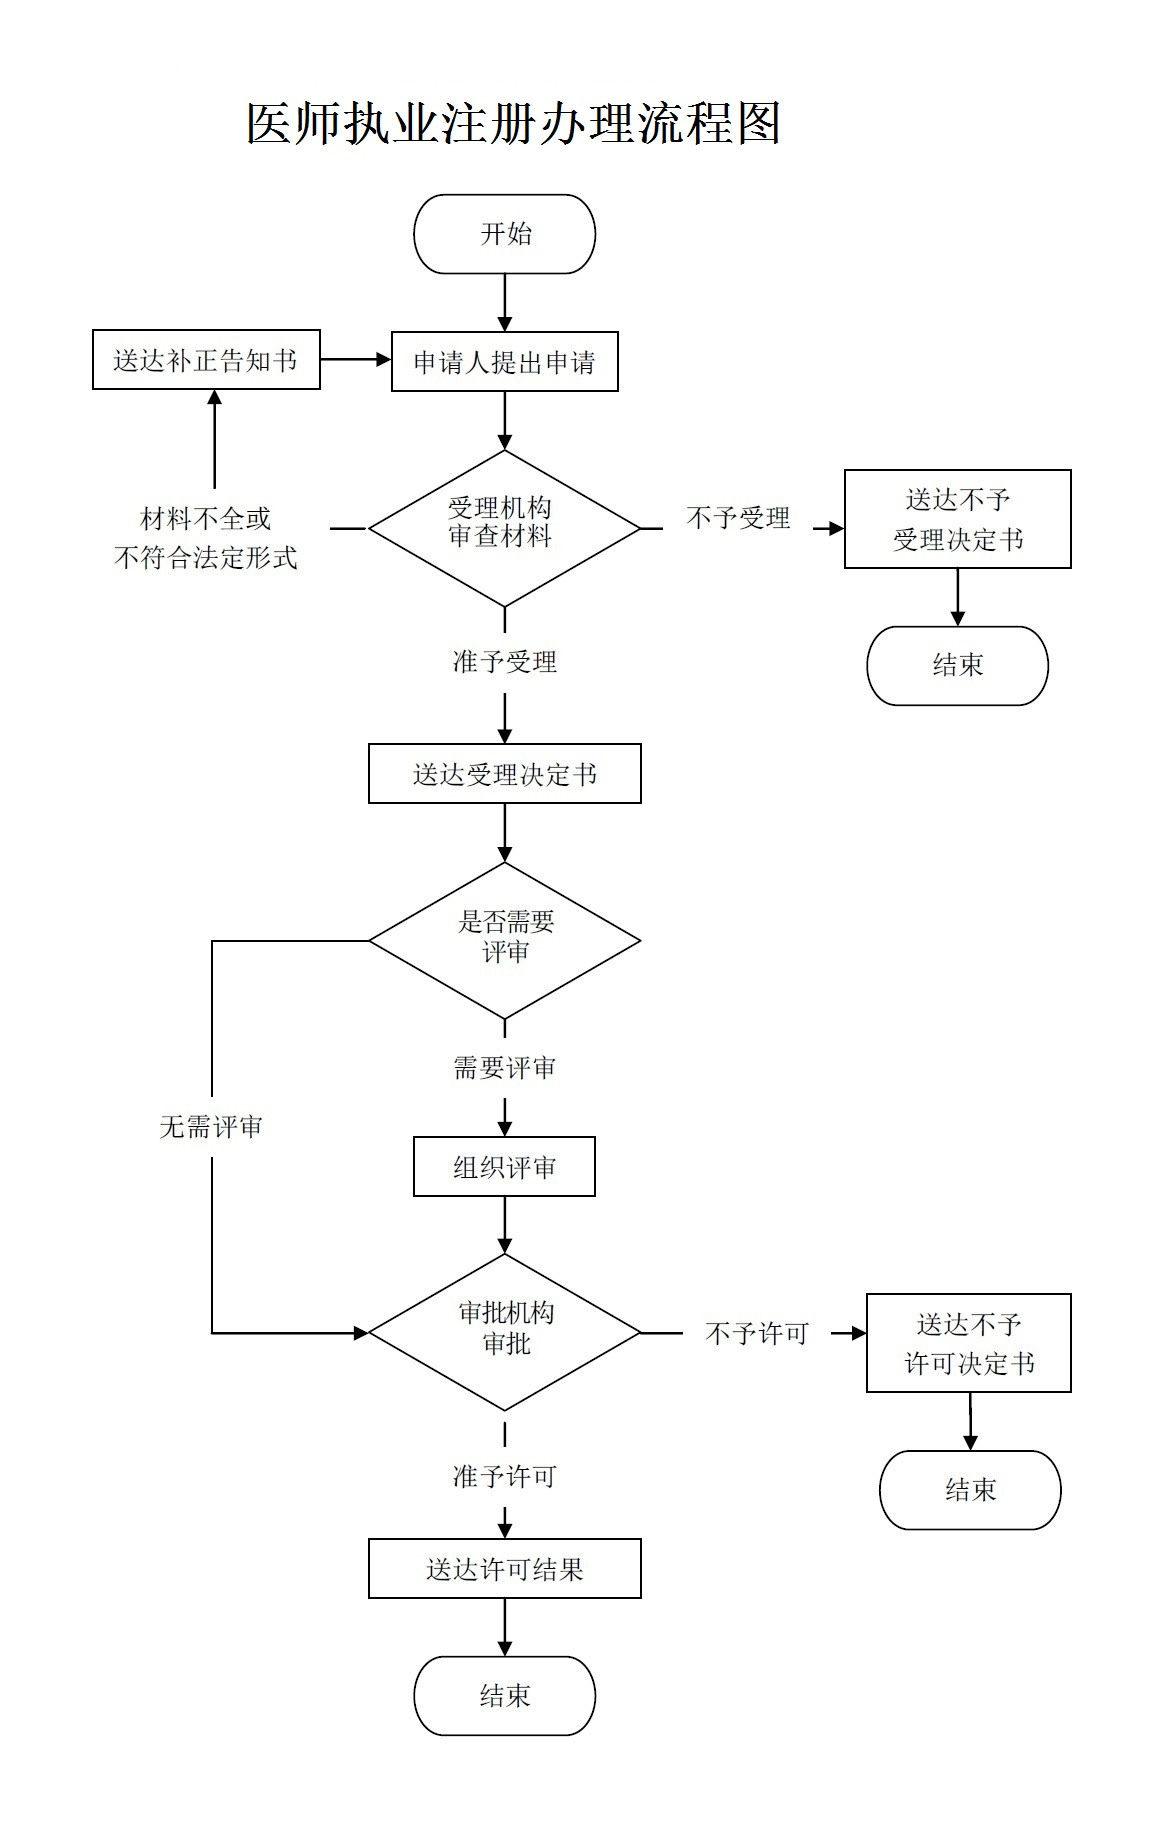 医师执业注册办理流程图
开始
送达补正告知书
申请人提出申请
材料不全或
不符合法定形式
受理机构
审查材料
不予受理
送达不予
受理决定书
结束
准予受理
送达受理决定书
是否需要
评审
需要评审
无需评审
组织评审
审批机构
审批
不予许可
送达不予
许可决定书
结束
准予许可
送达许可结果
结束